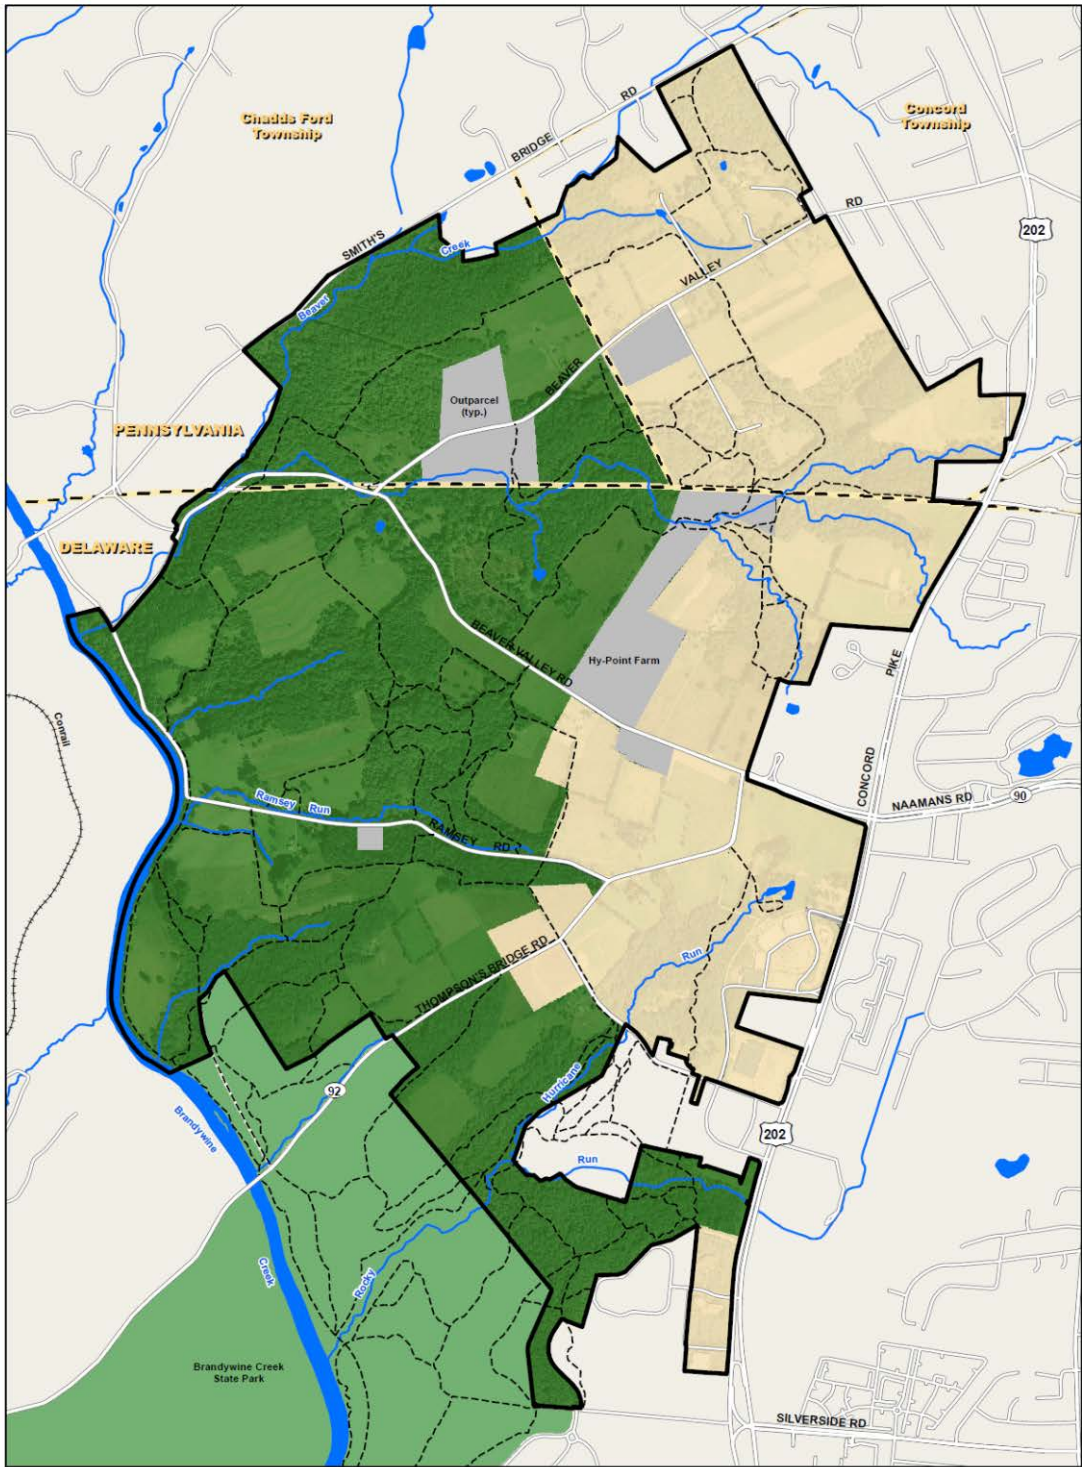 Chadds Ford
Township
Concord
Township
BRIDGE
RD
SMITH'S
Creek
Beaver
RD
VALLEY
202
BEAVER
Outparcel
(typ.)
PENNSYLVANIA
DELAWARE
BEAVER VALLEY RD
Hy-Point Farm
PIKE
CONCORD
Conrail
NAAMANS RD
90
Ramsey Run
RAMSEY RD
Run
THOMPSON'S BRIDGE RD
Hurricane
92
Brandywine
202
Run
Creek
Rocky
Brandywine Creek
State Park
SILVERSIDE RD